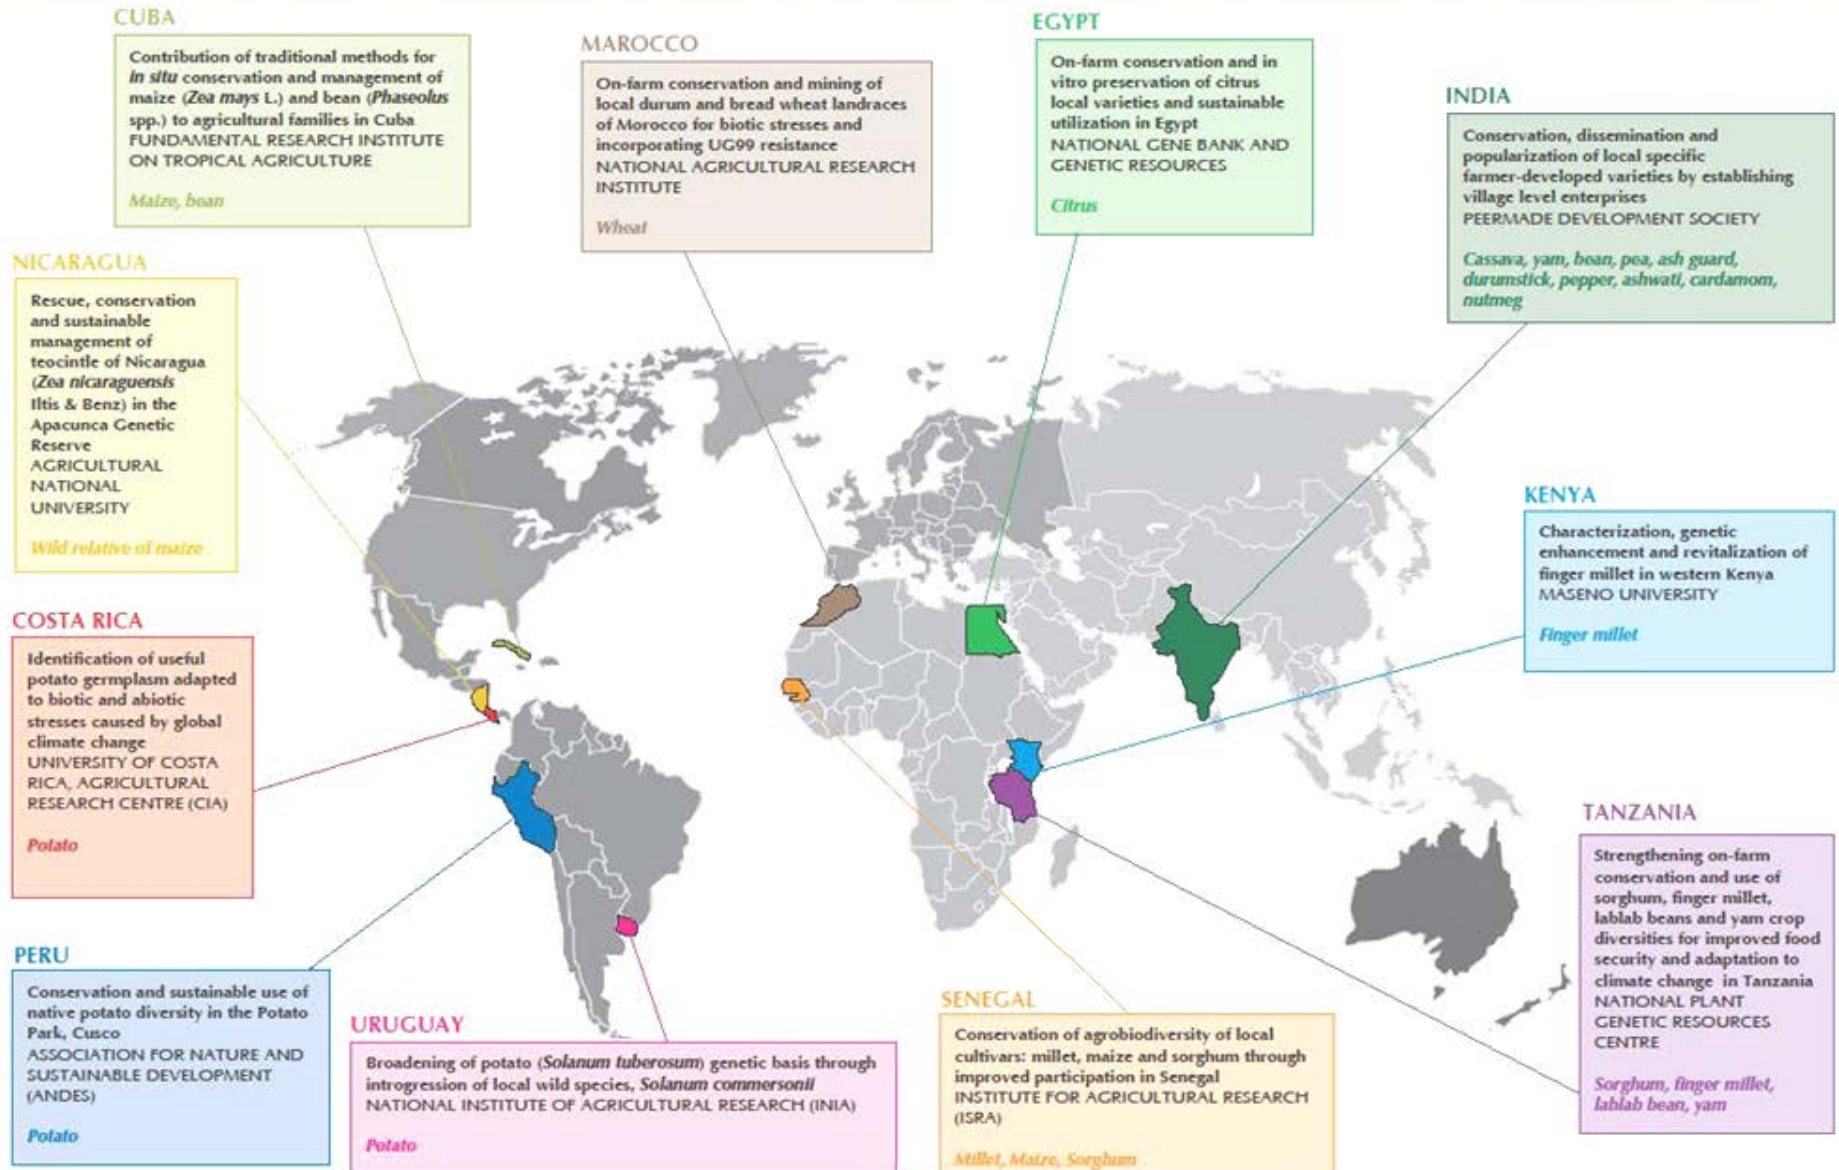 CUBA
Contribution of traditional methods for
in situ conservation and management of
maize (Zea mays L.) and bean (Phaseolus
spp.) to agricultural families in Cuba
FUNDAMENTAL RESEARCH INSTITUTE
ON TROPICAL AGRICULTURE
Maize, bean
MAROCCO
On-farm conservation and mining of
local durum and bread wheat landraces
of Morocco for biotic stresses and
incorporating UG99 resistance
NATIONAL AGRICULTURAL RESEARCH
INSTITUTE
Wheat
EGYPT
On-farm conservation and in
vitro preservation of citrus
local varieties and sustainable
utilization in Egypt
NATIONAL GENE BANK AND
GENETIC RESOURCES
Citrus
INDIA
Conservation, dissemination and
popularization of local specific
farmer-developed varieties by establishing
village level enterprises
PEERMADE DEVELOPMENT SOCIETY
Cassava, yam, bean, pea, ash guard,
durumstick, pepper, ashwati, cardamom,
nutmeg
NICARAGUA
Rescue, conservation
and sustainable
management of
teocintle of Nicaragua
(Zea nicaraguensis
Iltis & Benz) in the
Apacunca Genetic
Reserve
AGRICULTURAL
NATIONAL
UNIVERSITY
Wild relative of maize
KENYA
Characterization, genetic
enhancement and revitalization of
finger millet in western Kenya
MASENO UNIVERSITY
Finger millet
COSTA RICA
Identification of useful
potato germplasm adapted
to biotic and abiotic
stresses caused by global
climate change
UNIVERSITY OF COSTA
RICA, AGRICULTURAL
RESEARCH CENTRE (CIA)
Potato
TANZANIA
Strengthening on-farm
conservation and use of
sorghum, finger millet,
lablab beans and yam crop
diversities for improved food
security and adaptation to
climate change in Tanzania
NATIONAL PLANT
GENETIC RESOURCES
CENTRE
Sorghum, finger millet,
lablab bean, yam
PERU
Conservation and sustainable use of
native potato diversity in the Potato
Park, Cusco
ASSOCIATION FOR NATURE AND
SUSTAINABLE DEVELOPMENT
(ANDES)
Potato
URUGUAY
Broadening of potato (Solanum tuberosum) genetic basis through
introgression of local wild species, Solanum commersonii
NATIONAL INSTITUTE OF AGRICULTURAL RESEARCH (INIA)
Potato
SENEGAL
Conservation of agrobiodiversity of local
cultivars: millet, maize and sorghum through
improved participation in Senegal
INSTITUTE FOR AGRICULTURAL RESEARCH
(ISRA)
Millet, Maize, Sorghum